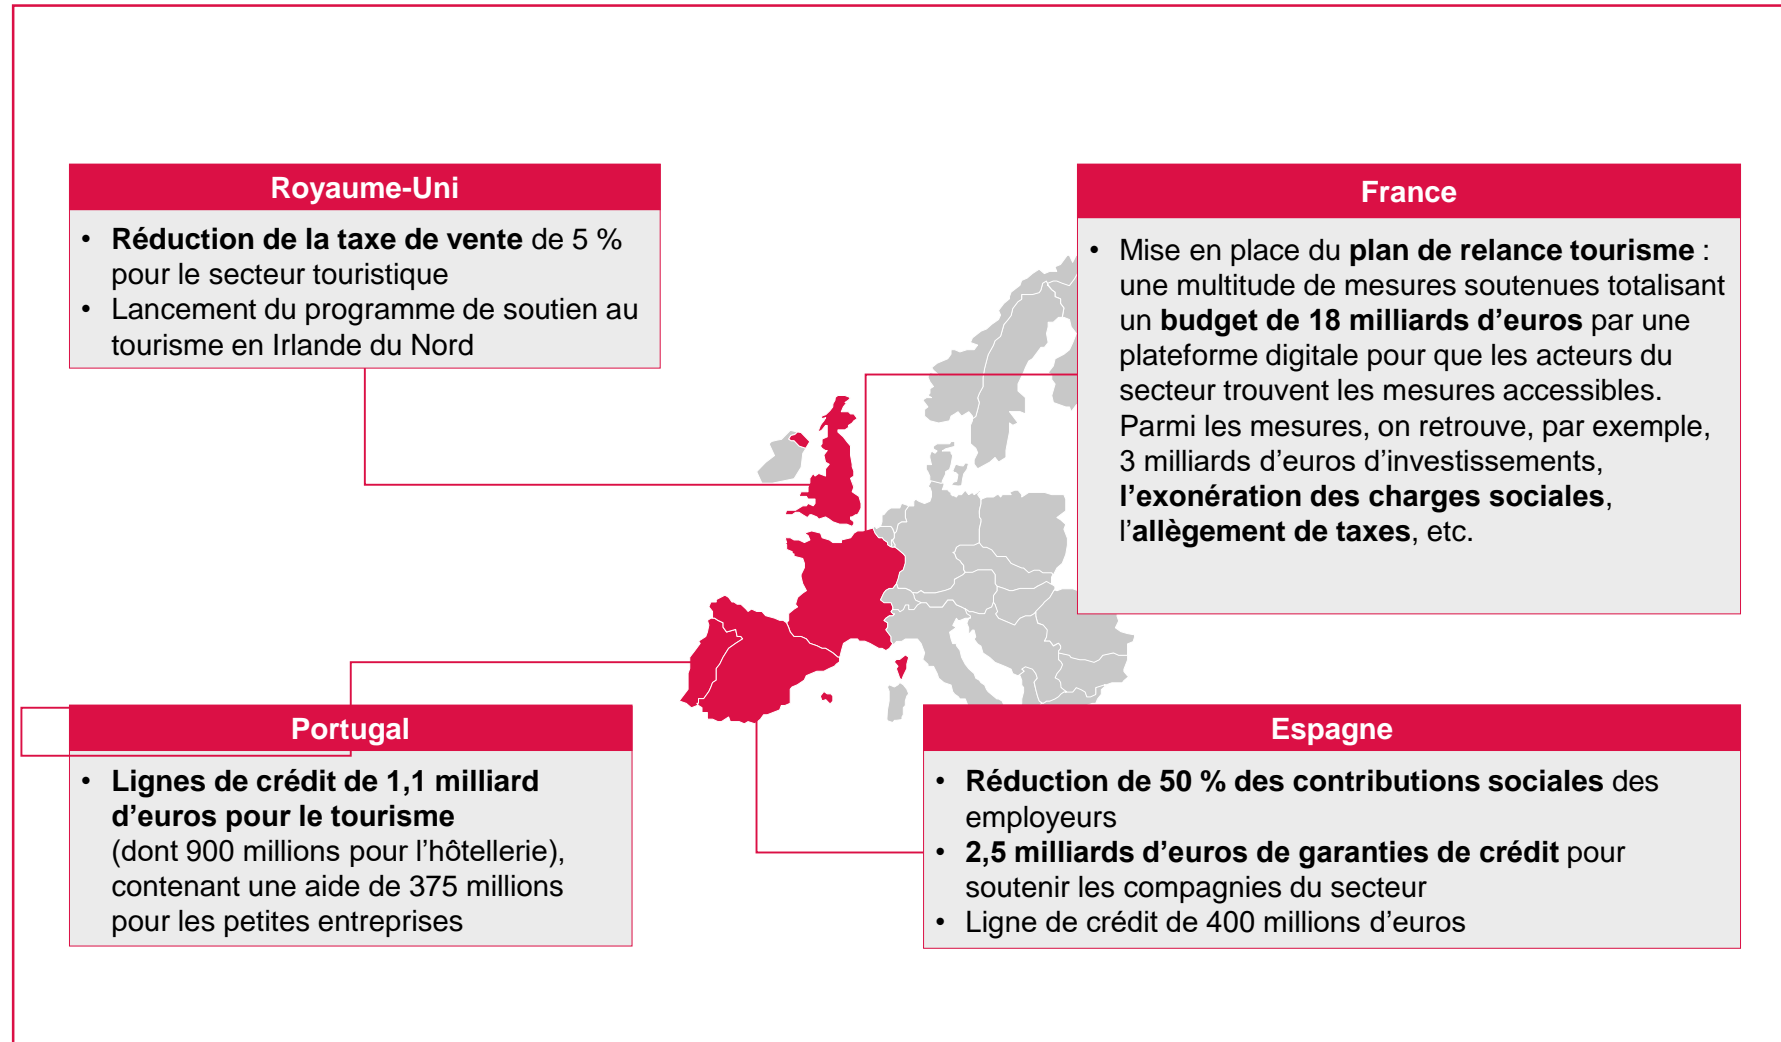 Royaume-Uni
• Réduction de la taxe de vente de 5 %
pour le secteur touristique
• Lancement du programme de soutien au
tourisme en Irlande du Nord
France
• Mise en place du plan de relance tourisme :
une multitude de mesures soutenues totalisant
un budget de 18 milliards d’euros par une
plateforme digitale pour que les acteurs du
secteur trouvent les mesures accessibles.
Parmi les mesures, on retrouve, par exemple,
3 milliards d’euros d’investissements,
l’exonération des charges sociales,
l’allègement de taxes, etc.
Portugal
• Lignes de crédit de 1,1 milliard
d’euros pour le tourisme
(dont 900 millions pour l’hôtellerie),
contenant une aide de 375 millions
pour les petites entreprises
Espagne
• Réduction de 50 % des contributions sociales des
employeurs
• 2,5 milliards d’euros de garanties de crédit pour
soutenir les compagnies du secteur
• Ligne de crédit de 400 millions d’euros